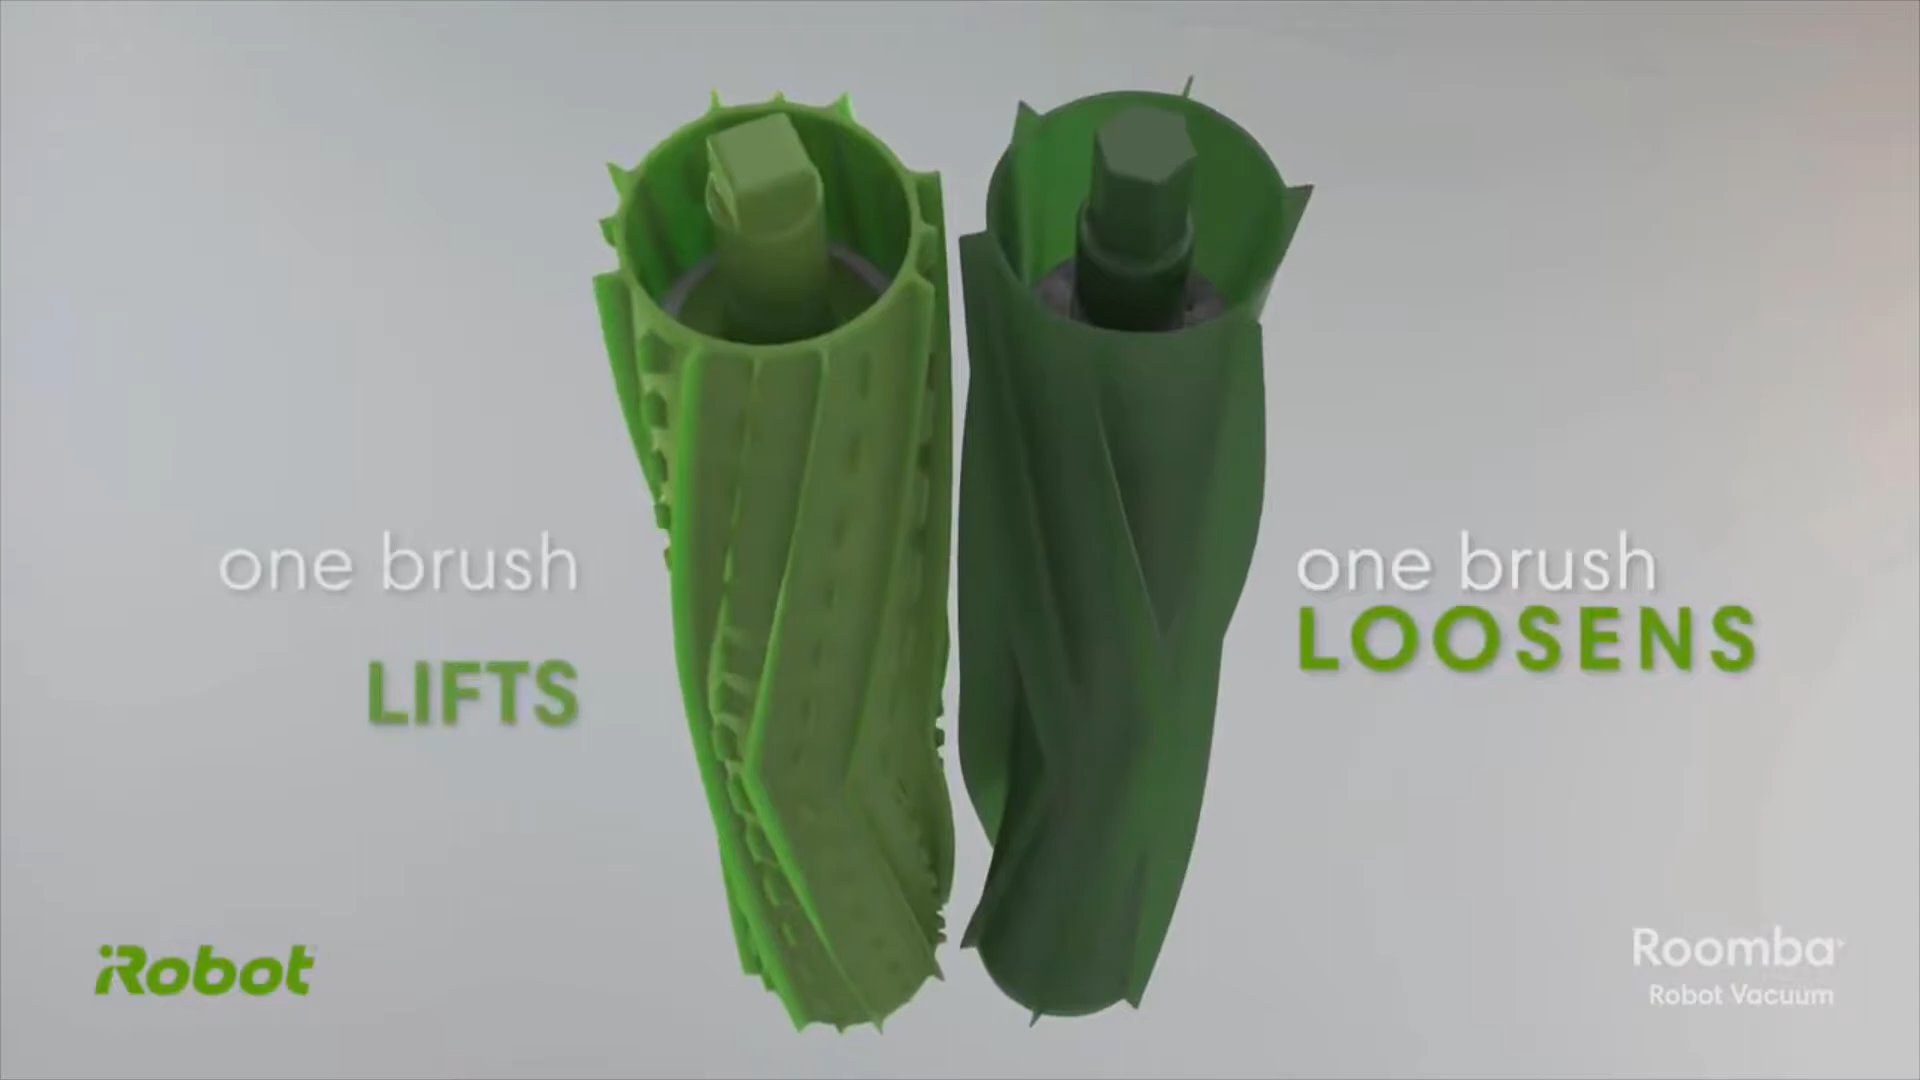 one brush
LIFTS
one brush
LOOSENS
iRobot
Roomba
Robot Vacuum